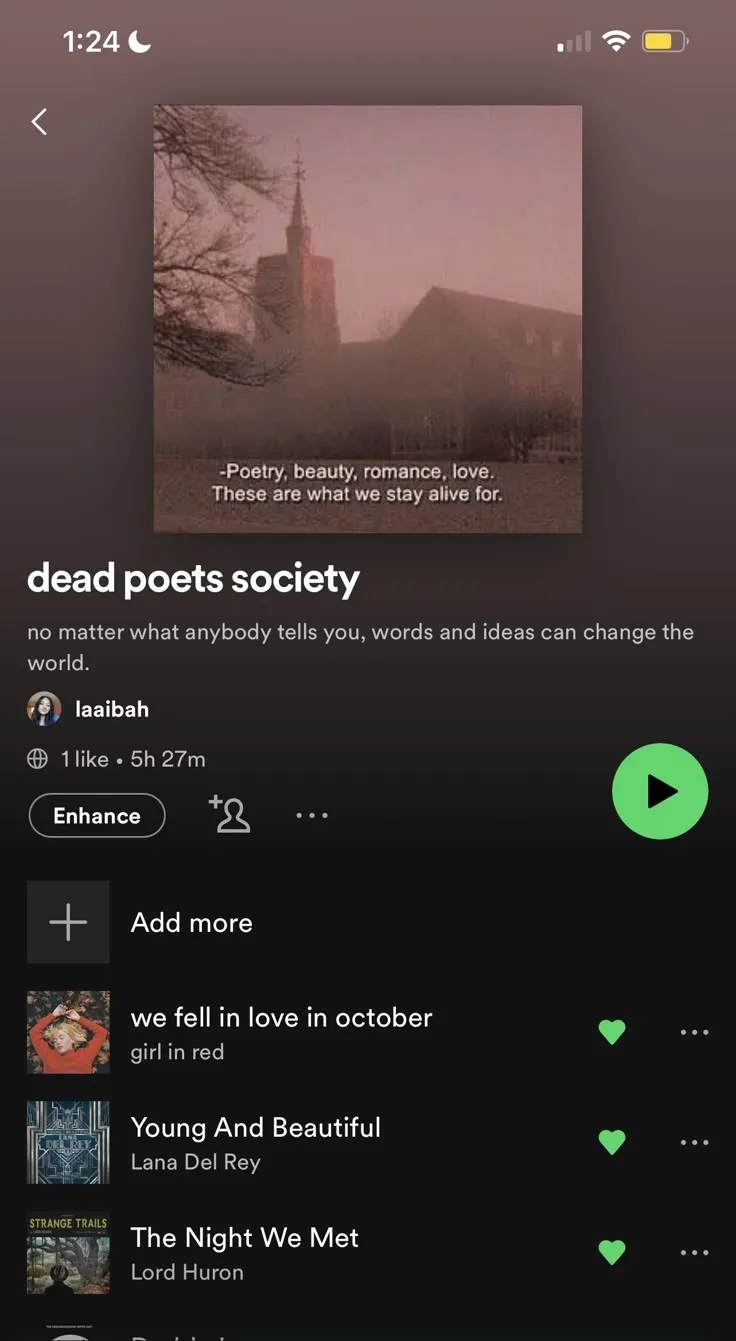 1:24
-Poetry, beauty, romance, love.
These are what we stay alive for.
dead poets society
no matter what anybody tells you, words and ideas can change the
world.
laaibah
1 like • 5h 27m
Enhance
Add more
we fell in love in october
girl in red
LANA
DEL REY
Young And Beautiful
Lana Del Rey
STRANGE TRAILS
The Night We Met
Lord Huron